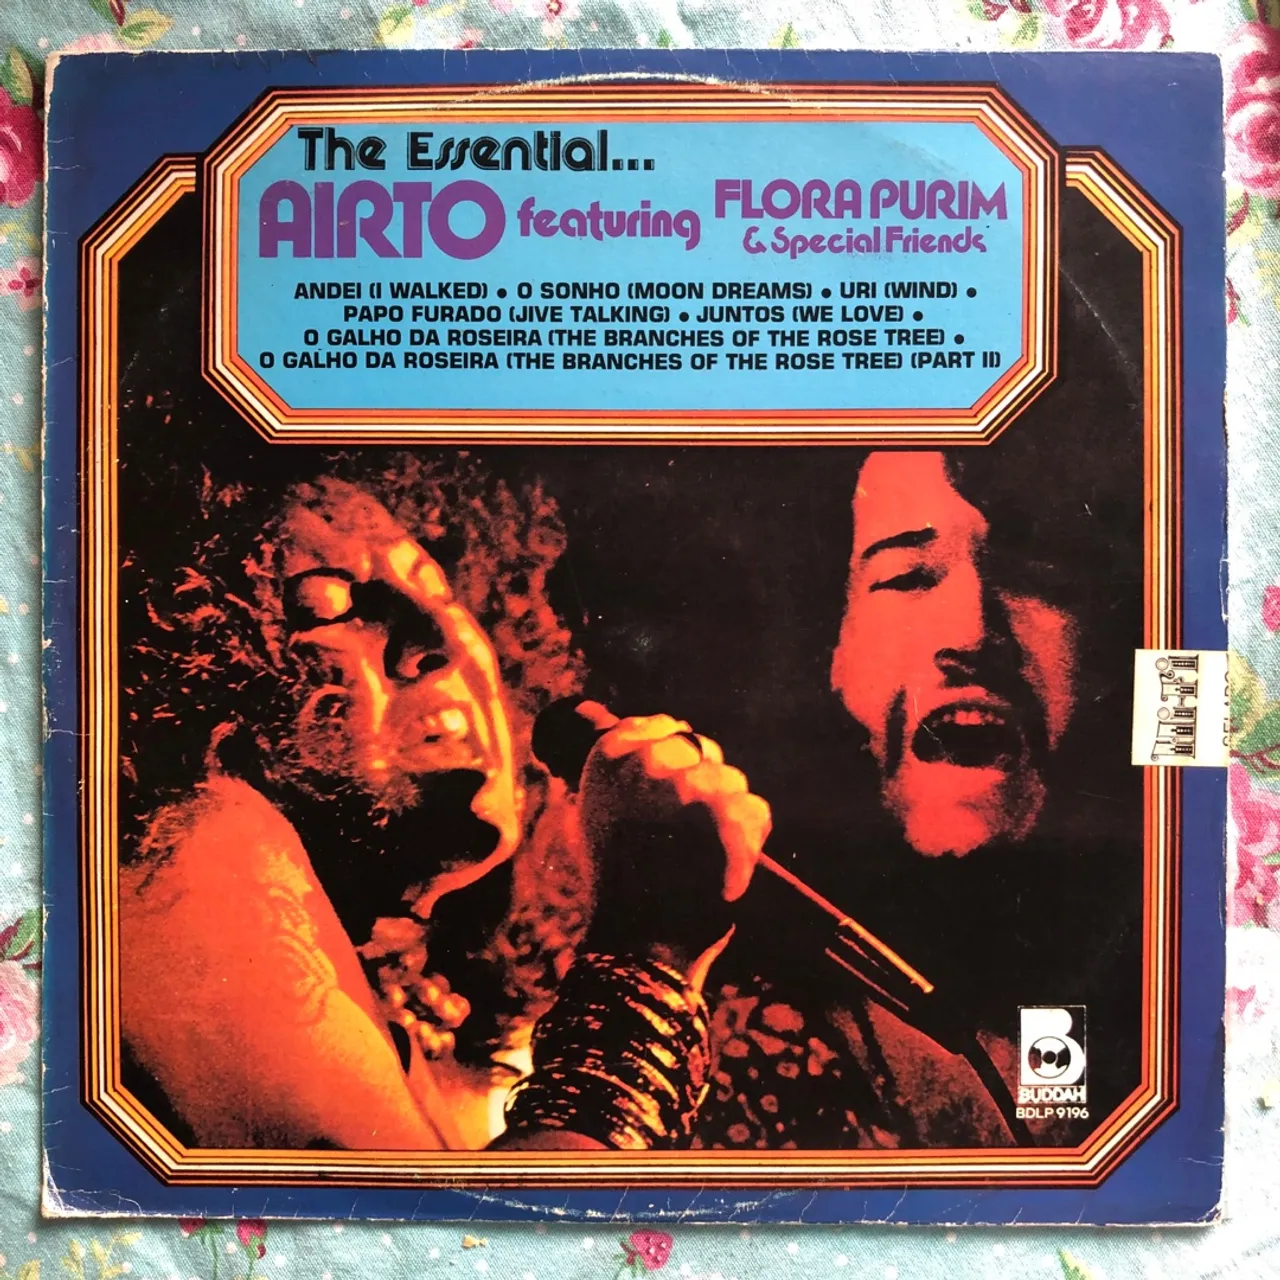 The Essential...
AIRTO featuring FLORA PURIM
& Special Friends
ANDEI (I WALKED) • O SONHO (MOON DREAMS) • URI (WIND) •
PAPO FURADO (JIVE TALKING) • JUNTOS (WE LOVE) •
O GALHO DA ROSEIRA (THE BRANCHES OF THE ROSE TREE) •
O GALHO DA ROSEIRA (THE BRANCHES OF THE ROSE TREE) (PART II)
Hi-Fi
B
BUDDAH
BDLP 9196